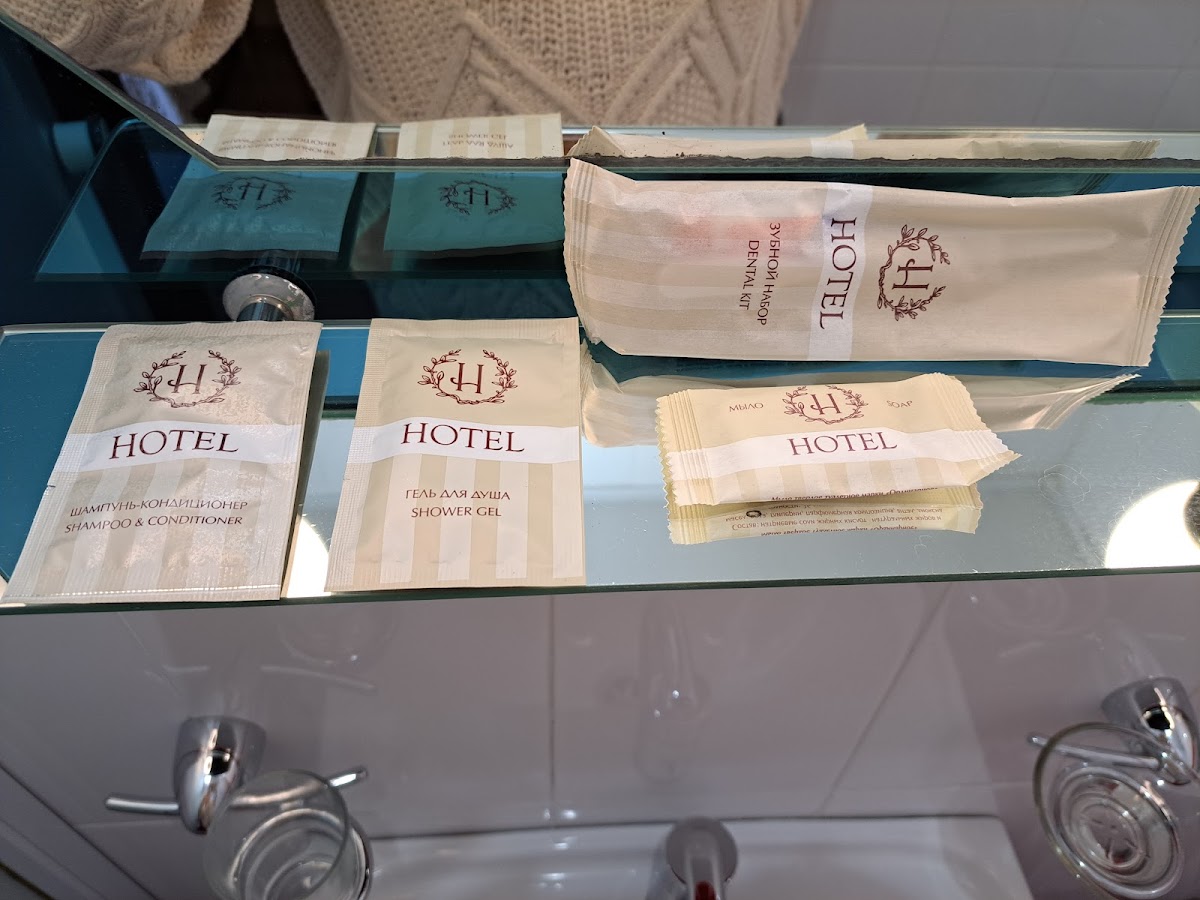 H
HOTEL
ШАМПУНЬ-КОНДИЦИОНЕР
SHAMPOO & CONDITIONER
H
HOTEL
ГЕЛЬ ДЛЯ ДУША
SHOWER GEL
H
HOTEL
ЗУБНОЙ НАБОР
DENTAL KIT
МЫЛО H SOAP
HOTEL